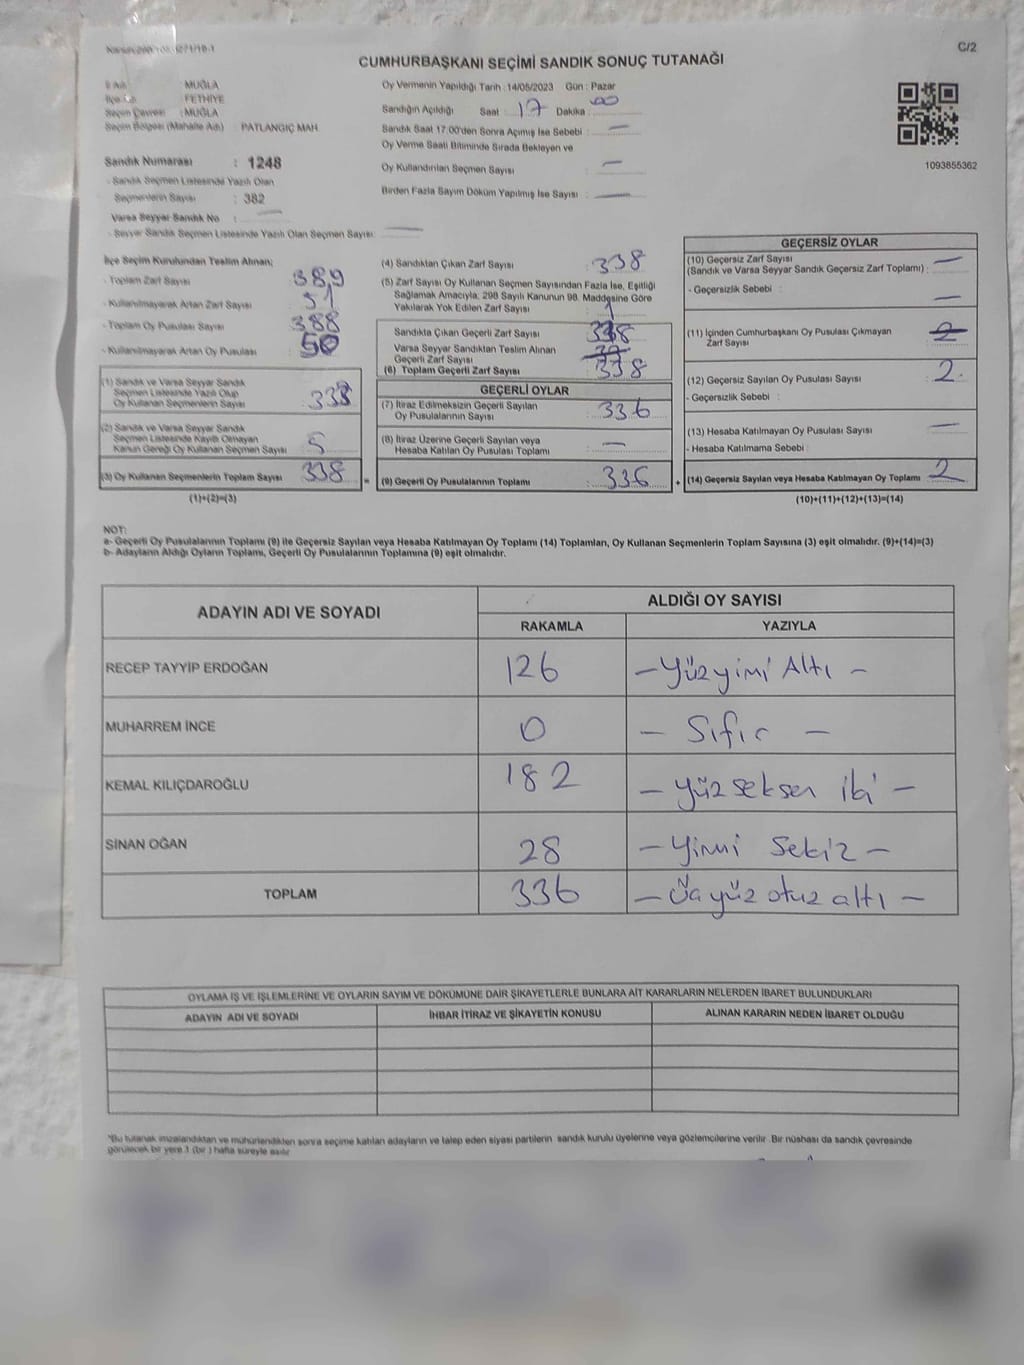 C/2
CUMHURBAŞKANI SEÇİMİ SANDIK SONUÇ TUTANAĞI
İl Adı : MUĞLA
İlçe Adı : FETHİYE
Seçim Çevresi : MUĞLA
Seçim Bölgesi (Mahalle Adı) : PATLANGIÇ MAH.
Sandık Numarası : 1248
- Sandık Seçmen Listesinde Yazılı Olan
Seçmenlerin Sayısı : 382
Varsa Seyyar Sandık No : —
- Seyyar Sandık Seçmen Listesinde Yazılı Olan Seçmen Sayısı: —
Oy Vermenin Yapıldığı Tarih : 14/05/2023 Gün : Pazar
Sandığın Açıldığı Saat : 17 Dakika : 00
Sandık Saat 17:00'den Sonra Açılmış İse Sebebi : —
Oy Verme Saati Bitiminde Sırada Bekleyen ve
Oy Kullandırılan Seçmen Sayısı : —
Birden Fazla Sayım Döküm Yapılmış İse Sayısı : —
1093855362
İlçe Seçim Kurulundan Teslim Alınan;
- Toplam Zarf Sayısı : 389
- Kullanılmayarak Artan Zarf Sayısı : 51
- Toplam Oy Pusulası Sayısı : 388
- Kullanılmayarak Artan Oy Pusulası : 50
(1) Sandık ve Varsa Seyyar Sandık
Seçmen Listesinde Yazılı Olup
Oy Kullanan Seçmenlerin Sayısı : 338
(2) Sandık ve Varsa Seyyar Sandık
Seçmen Listesinde Kayıtlı Olmayan
Kanun Gereği Oy Kullanan Seçmen Sayısı : 5
(3) Oy Kullanan Seçmenlerin Toplam Sayısı : 338 =
(1)+(2)=(3)
(4) Sandıktan Çıkan Zarf Sayısı : 338
(5) Zarf Sayısı Oy Kullanan Seçmen Sayısından Fazla İse, Eşitliği
Sağlamak Amacıyla; 298 Sayılı Kanunun 98. Maddesine Göre
Yakılarak Yok Edilen Zarf Sayısı : 1
Sandıkta Çıkan Geçerli Zarf Sayısı : 338
Varsa Seyyar Sandıktan Teslim Alınan
Geçerli Zarf Sayısı
(6) Toplam Geçerli Zarf Sayısı : 338
GEÇERLİ OYLAR
(7) İtiraz Edilmeksizin Geçerli Sayılan
Oy Pusulalarının Sayısı : 336
(8) İtiraz Üzerine Geçerli Sayılan veya
Hesaba Katılan Oy Pusulası Toplamı : —
(9) Geçerli Oy Pusulalarının Toplamı : 336 +
GEÇERSİZ OYLAR
(10) Geçersiz Zarf Sayısı
(Sandık ve Varsa Seyyar Sandık Geçersiz Zarf Toplamı) : —
- Geçersizlik Sebebi : —
(11) İçinden Cumhurbaşkanı Oy Pusulası Çıkmayan
Zarf Sayısı : 2
(12) Geçersiz Sayılan Oy Pusulası Sayısı : 2
- Geçersizlik Sebebi :
(13) Hesaba Katılmayan Oy Pusulası Sayısı : —
- Hesaba Katılmama Sebebi :
(14) Geçersiz Sayılan veya Hesaba Katılmayan Oy Toplamı : 2
(10)+(11)+(12)+(13)=(14)
NOT:
a- Geçerli Oy Pusulalarının Toplamı (9) ile Geçersiz Sayılan veya Hesaba Katılmayan Oy Toplamı (14) Toplamları, Oy Kullanan Seçmenlerin Toplam Sayısına (3) eşit olmalıdır. (9)+(14)=(3)
b- Adayların Aldığı Oyların Toplamı, Geçerli Oy Pusulalarının Toplamına (9) eşit olmalıdır.
ADAYIN ADI VE SOYADI ALDIĞI OY SAYISI
RAKAMLA YAZIYLA
RECEP TAYYİP ERDOĞAN 126 – Yüzyimi Altı –
MUHARREM İNCE 0 – Sıfır –
KEMAL KILIÇDAROĞLU 182 – Yüz seksen iki –
SİNAN OĞAN 28 – Yirmi Sekiz –
TOPLAM 336 – Üçyüz otuz altı –
OYLAMA İŞ VE İŞLEMLERİNE VE OYLARIN SAYIM VE DÖKÜMÜNE DAİR ŞİKAYETLERLE BUNLARA AİT KARARLARIN NELERDEN İBARET BULUNDUKLARI
ADAYIN ADI VE SOYADI İHBAR İTİRAZ VE ŞİKAYETİN KONUSU ALINAN KARARIN NEDEN İBARET OLDUĞU
*Bu tutanak imzalandıktan ve mühürlendikten sonra seçime katılan adayların ve talep eden siyasi partilerin sandık kurulu üyelerine veya gözlemcilerine verilir. Bir nüshası da sandık çevresinde
görülecek bir yere 1 (bir ) hafta süreyle asılır.